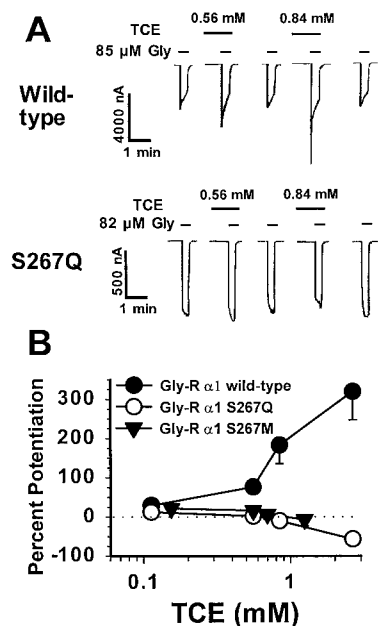 A
0.56 mM 0.84 mM
TCE
85 µM Gly
Wild-
type
4000 nA
1 min
0.56 mM 0.84 mM
TCE
82 µM Gly
S267Q
500 nA
1 min
B
Gly-R α1 wild-type
Gly-R α1 S267Q
Gly-R α1 S267M
Percent Potentiation
300
200
100
0
-100
0.1 1
TCE (mM)